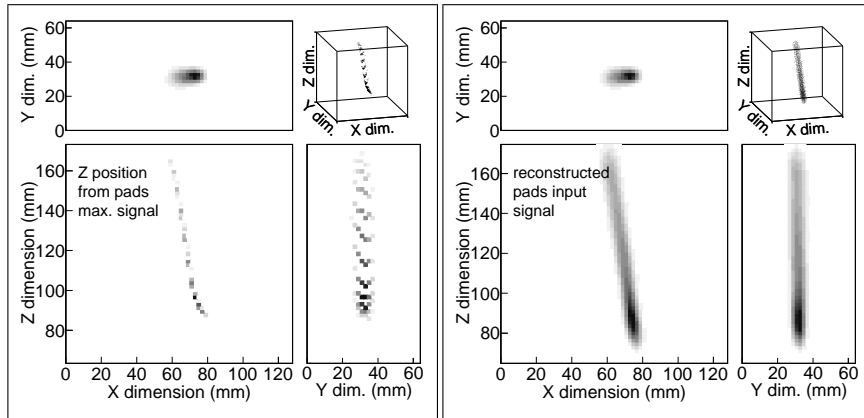 60
40
20
0
Y dim. (mm)
Z dim.
Y dim.
X dim.
160
140
120
100
80
Z dimension (mm)
Z position
from pads
max. signal
0 20 40 60 80 100 120
X dimension (mm)
0 20 40 60
Y dim. (mm)
60
40
20
0
Y dim. (mm)
Z dim.
Y dim.
X dim.
160
140
120
100
80
Z dimension (mm)
reconstructed
pads input
signal
0 20 40 60 80 100 120
X dimension (mm)
0 20 40 60
Y dim. (mm)